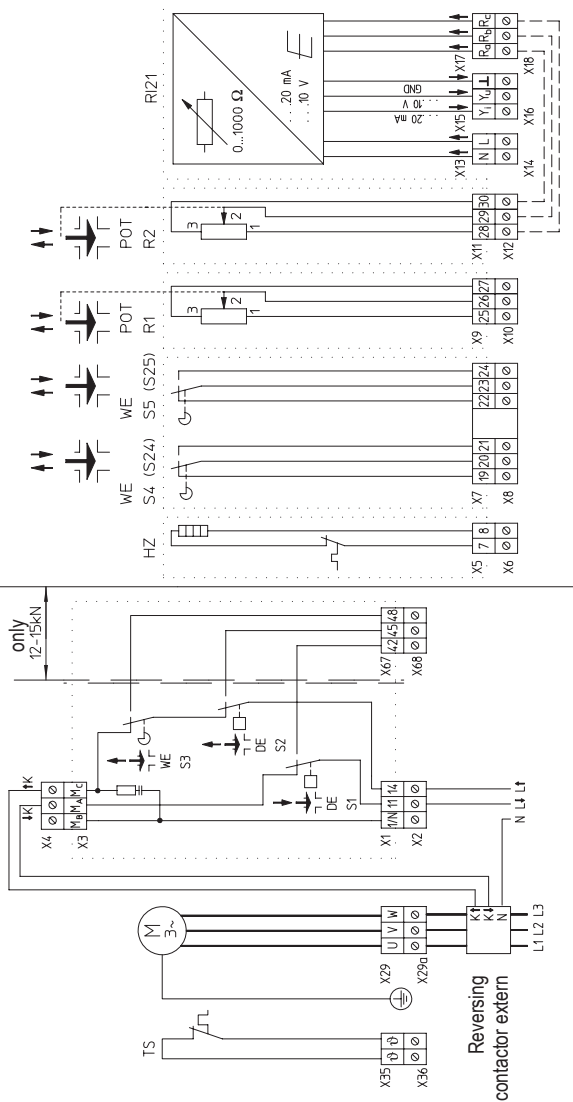 TS
X35
ϑ ϑ
X36
M
3~
X29
U V W
X29a
K↑
K↓
N
L1 L2 L3
Reversing
contactor extern
↓K
↑K
X4
X3
MB MA MC
WE
S3
DE
S2
DE
S1
X1
1/N 11 14
X2
N L↓ L↑
only
12-15kN
X67
42 45 48
X68
HZ
X5
7 8
X6
WE
S4 (S24)
X7
19 20 21
X8
WE
S5 (S25)
22 23 24
POT
R1
3
2
1
X9
25 26 27
X10
POT
R2
3
2
1
X11
28 29 30
X12
RI21
0...1000 Ω
...20 mA
...10 V
X13
N L
X14
...20 mA
...10 V
GND
X15
Yi Yu ⊥
X16
X17
Ra Rb Rc
X18